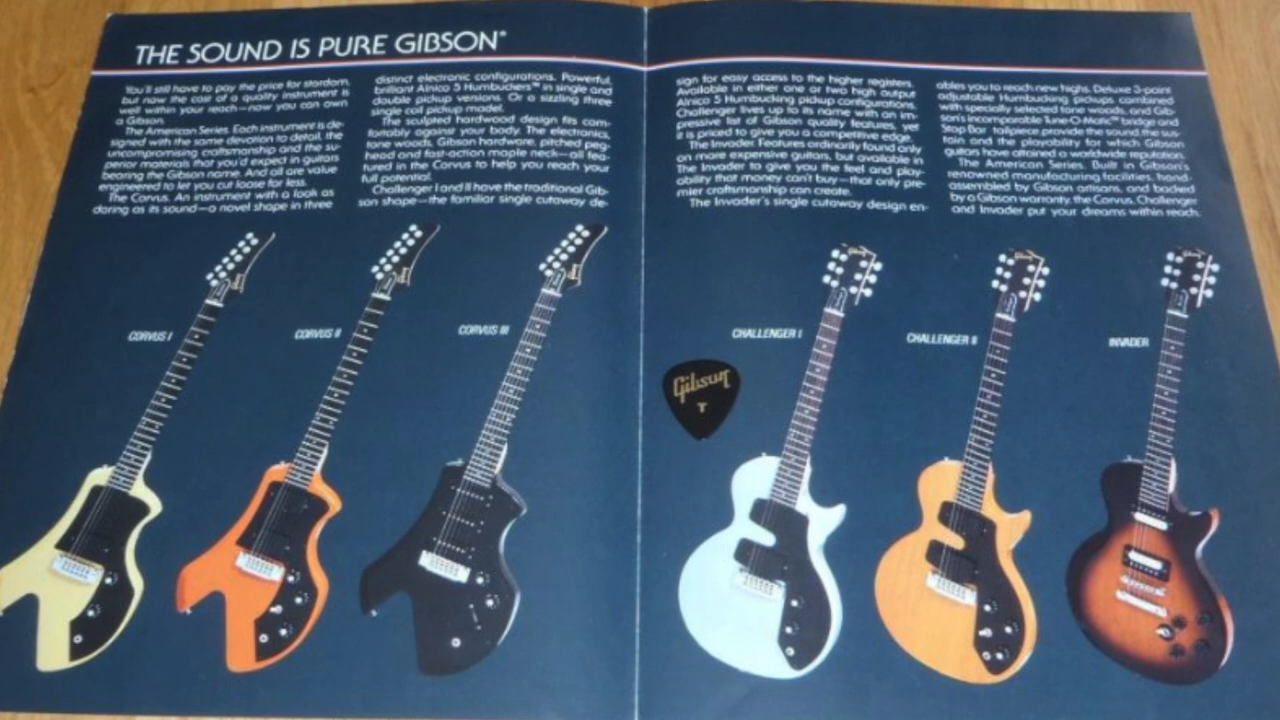 THE SOUND IS PURE GIBSON®
You'll still have to pay the price for stardom,
but now the cost of a quality instrument is
well within your reach—now you can own
a Gibson.
The American Series. Each instrument is de-
signed with the same devotion to detail, the
uncompromising craftsmanship and the su-
perior materials that you'd expect in guitars
bearing the Gibson name. And all are value
engineered to let you cut loose for less.
The Corvus. An instrument with a look as
daring as its sound—a novel shape in three
distinct electronic configurations. Powerful,
brilliant Alnico 5 Humbuckers™ in single and
double pickup versions. Or a sizzling three
single coil pickup model.
The sculpted hardwood design fits com-
fortably against your body. The electronics,
tone woods, Gibson hardware, pitched peg-
head and fast-action maple neck—all fea-
tured in the Corvus to help you reach your
full potential.
Challenger I and II have the traditional Gib-
son shape—the familiar single cutaway de-
sign for easy access to the higher registers.
Available in either one or two high output
Alnico 5 Humbucking pickup configurations,
Challenger lives up to its name with an im-
pressive list of Gibson quality features, yet
it is priced to give you a competitive edge.
The Invader. Features ordinarily found only
on more expensive guitars, but available in
The Invader to give you the feel and play-
ability that money can't buy—that only pre-
mier craftsmanship can create.
The Invader's single cutaway design en-
ables you to reach new highs. Deluxe 3-point
adjustable Humbucking pickups combined
with specially selected tone woods, and Gib-
son's incomparable Tune-O-Matic™ bridge and
Stop Bar tailpiece provide the sound, the sus-
tain and the playability for which Gibson
guitars have attained a worldwide reputation.
The American Series. Built in Gibson's
renowned manufacturing facilities, hand-
assembled by Gibson artisans, and backed
by a Gibson warranty, the Corvus, Challenger
and Invader put your dreams within reach.
CORVUS I
CORVUS II
CORVUS III
CHALLENGER I
CHALLENGER II
INVADER
Gibson
T